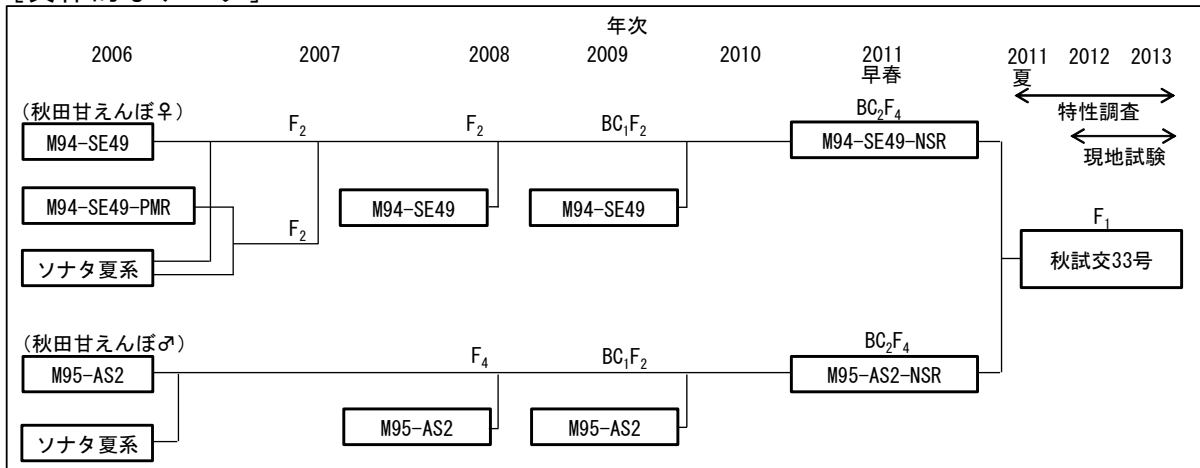 年次
2006 2007 2008 2009 2010 2011 2011 2012 2013
早春 夏
(秋田甘えんぼ♀) F₂ F₂ BC₁F₂ BC₂F₄ 特性調査
M94-SE49 M94-SE49-NSR 現地試験
M94-SE49-PMR M94-SE49 M94-SE49
F₂ F₁
ソナタ夏系 秋試交33号
(秋田甘えんぼ♂) F₄ BC₁F₂ BC₂F₄
M95-AS2 M95-AS2-NSR
M95-AS2 M95-AS2
ソナタ夏系